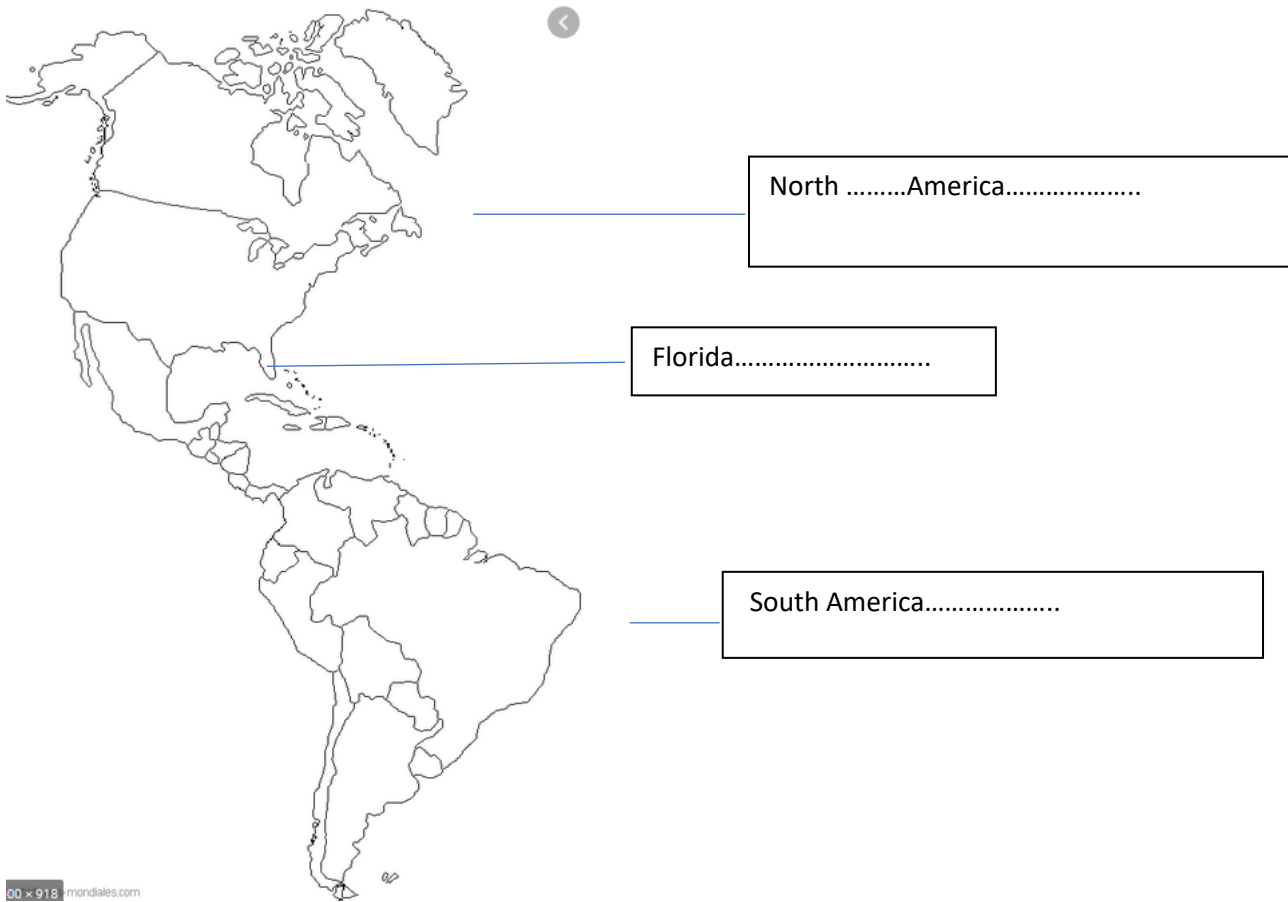 North ………America………………..
Florida………………………..
South America………………..
00 × 918
-mondiales.com